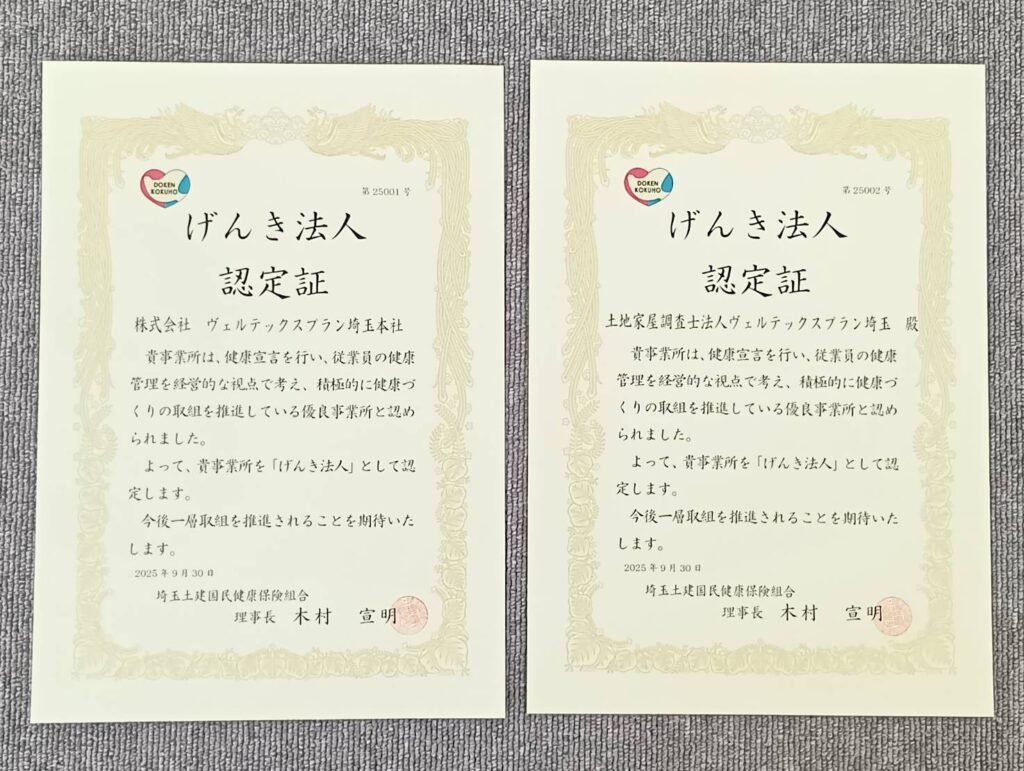 DOKEN
KOKUHO
第 25001 号
げんき法人
認定証
株式会社 ヴェルテックスプラン埼玉本社
貴事業所は、健康宣言を行い、従業員の健康
管理を経営的な視点で考え、積極的に健康づ
くりの取組を推進している優良事業所と認め
られました。
よって、貴事業所を「げんき法人」として認
定します。
今後一層取組を推進されることを期待いた
します。
2025 年 9 月 30 日
埼玉土建国民健康保険組合
理事長 木村 宣明
DOKEN
KOKUHO
第 25002 号
げんき法人
認定証
土地家屋調査士法人ヴェルテックスプラン埼玉 殿
貴事業所は、健康宣言を行い、従業員の健康
管理を経営的な視点で考え、積極的に健康づ
くりの取組を推進している優良事業所と認め
られました。
よって、貴事業所を「げんき法人」として認
定します。
今後一層取組を推進されることを期待いた
します。
2025 年 9 月 30 日
埼玉土建国民健康保険組合
理事長 木村 宣明